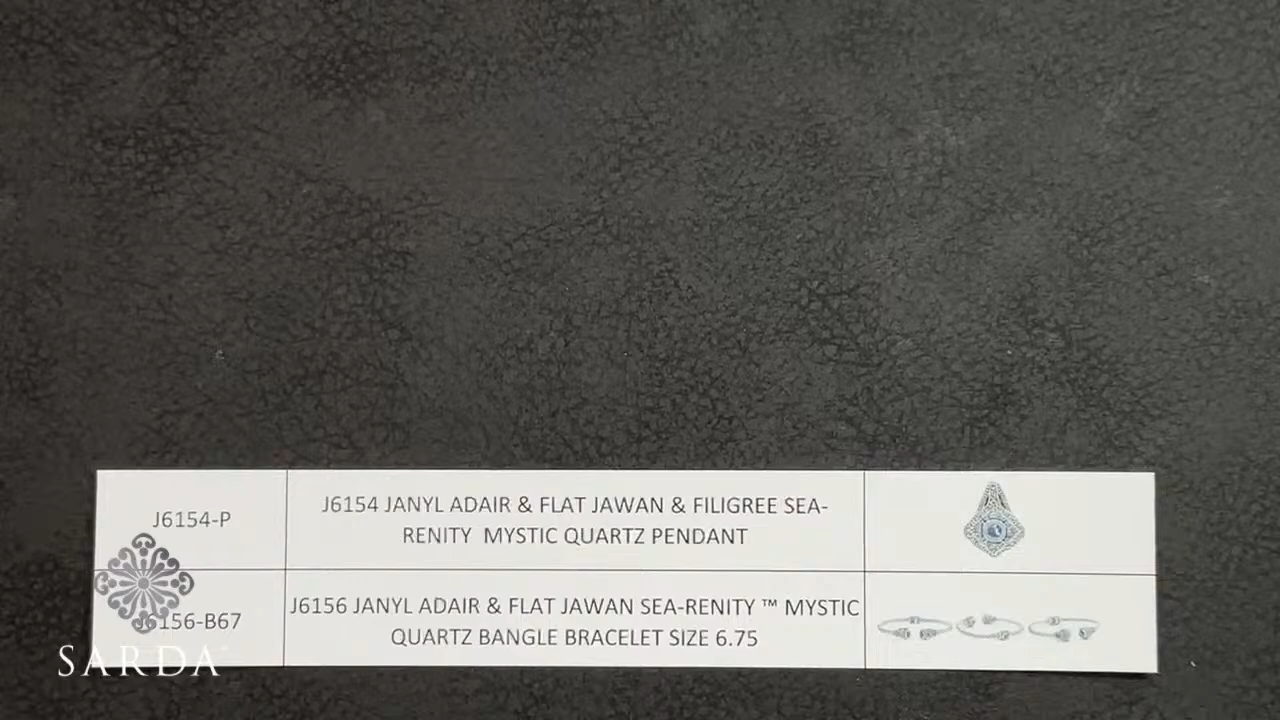 J6154-P
J6154 JANYL ADAIR & FLAT JAWAN & FILIGREE SEA-
RENITY MYSTIC QUARTZ PENDANT
J6156-B67
J6156 JANYL ADAIR & FLAT JAWAN SEA-RENITY ™ MYSTIC
QUARTZ BANGLE BRACELET SIZE 6.75
SARDA